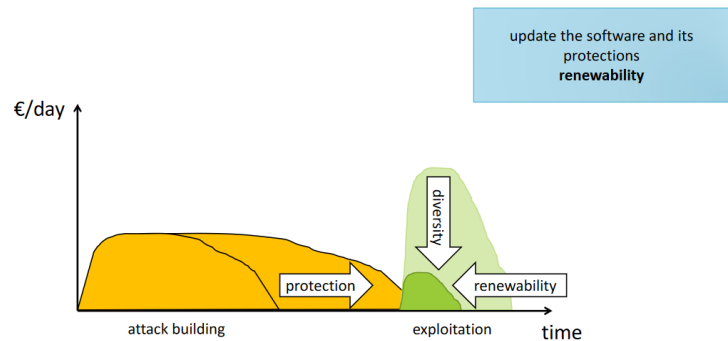 update the software and its
protections
renewability
€/day
diversity
protection
renewability
attack building
exploitation
time